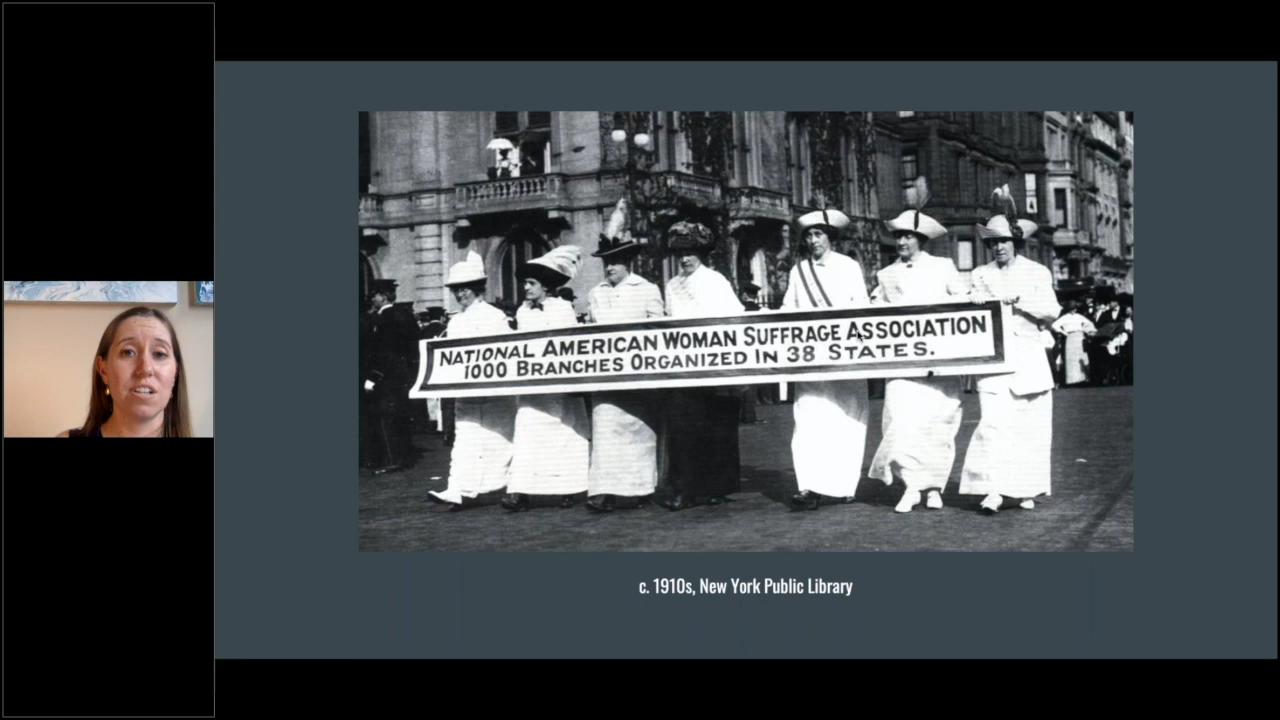 NATIONAL AMERICAN WOMAN SUFFRAGE ASSOCIATION
1000 BRANCHES ORGANIZED IN 38 STATES.
c. 1910s, New York Public Library